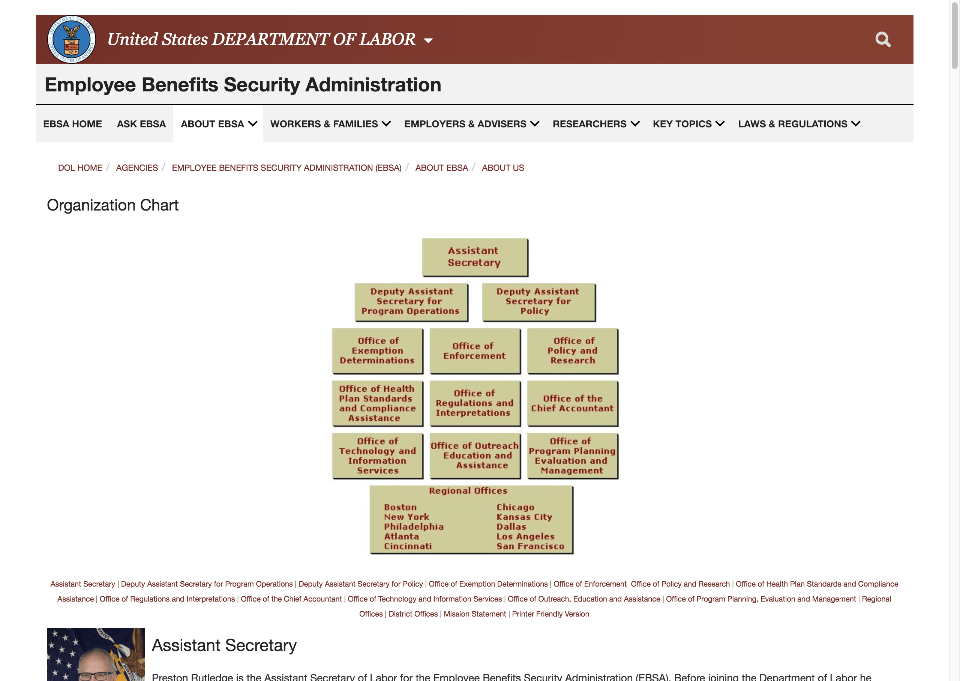 United States DEPARTMENT OF LABOR
Employee Benefits Security Administration
EBSA HOME ASK EBSA ABOUT EBSA WORKERS & FAMILIES EMPLOYERS & ADVISERS RESEARCHERS KEY TOPICS LAWS & REGULATIONS
DOL HOME / AGENCIES / EMPLOYEE BENEFITS SECURITY ADMINISTRATION (EBSA) / ABOUT EBSA / ABOUT US
Organization Chart
Assistant
Secretary
Deputy Assistant
Secretary for
Program Operations
Deputy Assistant
Secretary for
Policy
Office of
Exemption
Determinations
Office of
Enforcement
Office of
Policy and
Research
Office of Health
Plan Standards
and Compliance
Assistance
Office of
Regulations and
Interpretations
Office of the
Chief Accountant
Office of
Technology and
Information
Services
Office of Outreach
Education and
Assistance
Office of
Program Planning
Evaluation and
Management
Regional Offices
Boston
New York
Philadelphia
Atlanta
Cincinnati
Chicago
Kansas City
Dallas
Los Angeles
San Francisco
Assistant Secretary | Deputy Assistant Secretary for Program Operations | Deputy Assistant Secretary for Policy | Office of Exemption Determinations | Office of Enforcement Office of Policy and Research | Office of Health Plan Standards and Compliance
Assistance | Office of Regulations and Interpretations | Office of the Chief Accountant | Office of Technology and Information Services | Office of Outreach, Education and Assistance | Office of Program Planning, Evaluation and Management | Regional
Offices | District Offices | Mission Statement | Printer Friendly Version
Assistant Secretary
Preston Rutledge is the Assistant Secretary of Labor for the Employee Benefits Security Administration (EBSA). Before joining the Department of Labor he